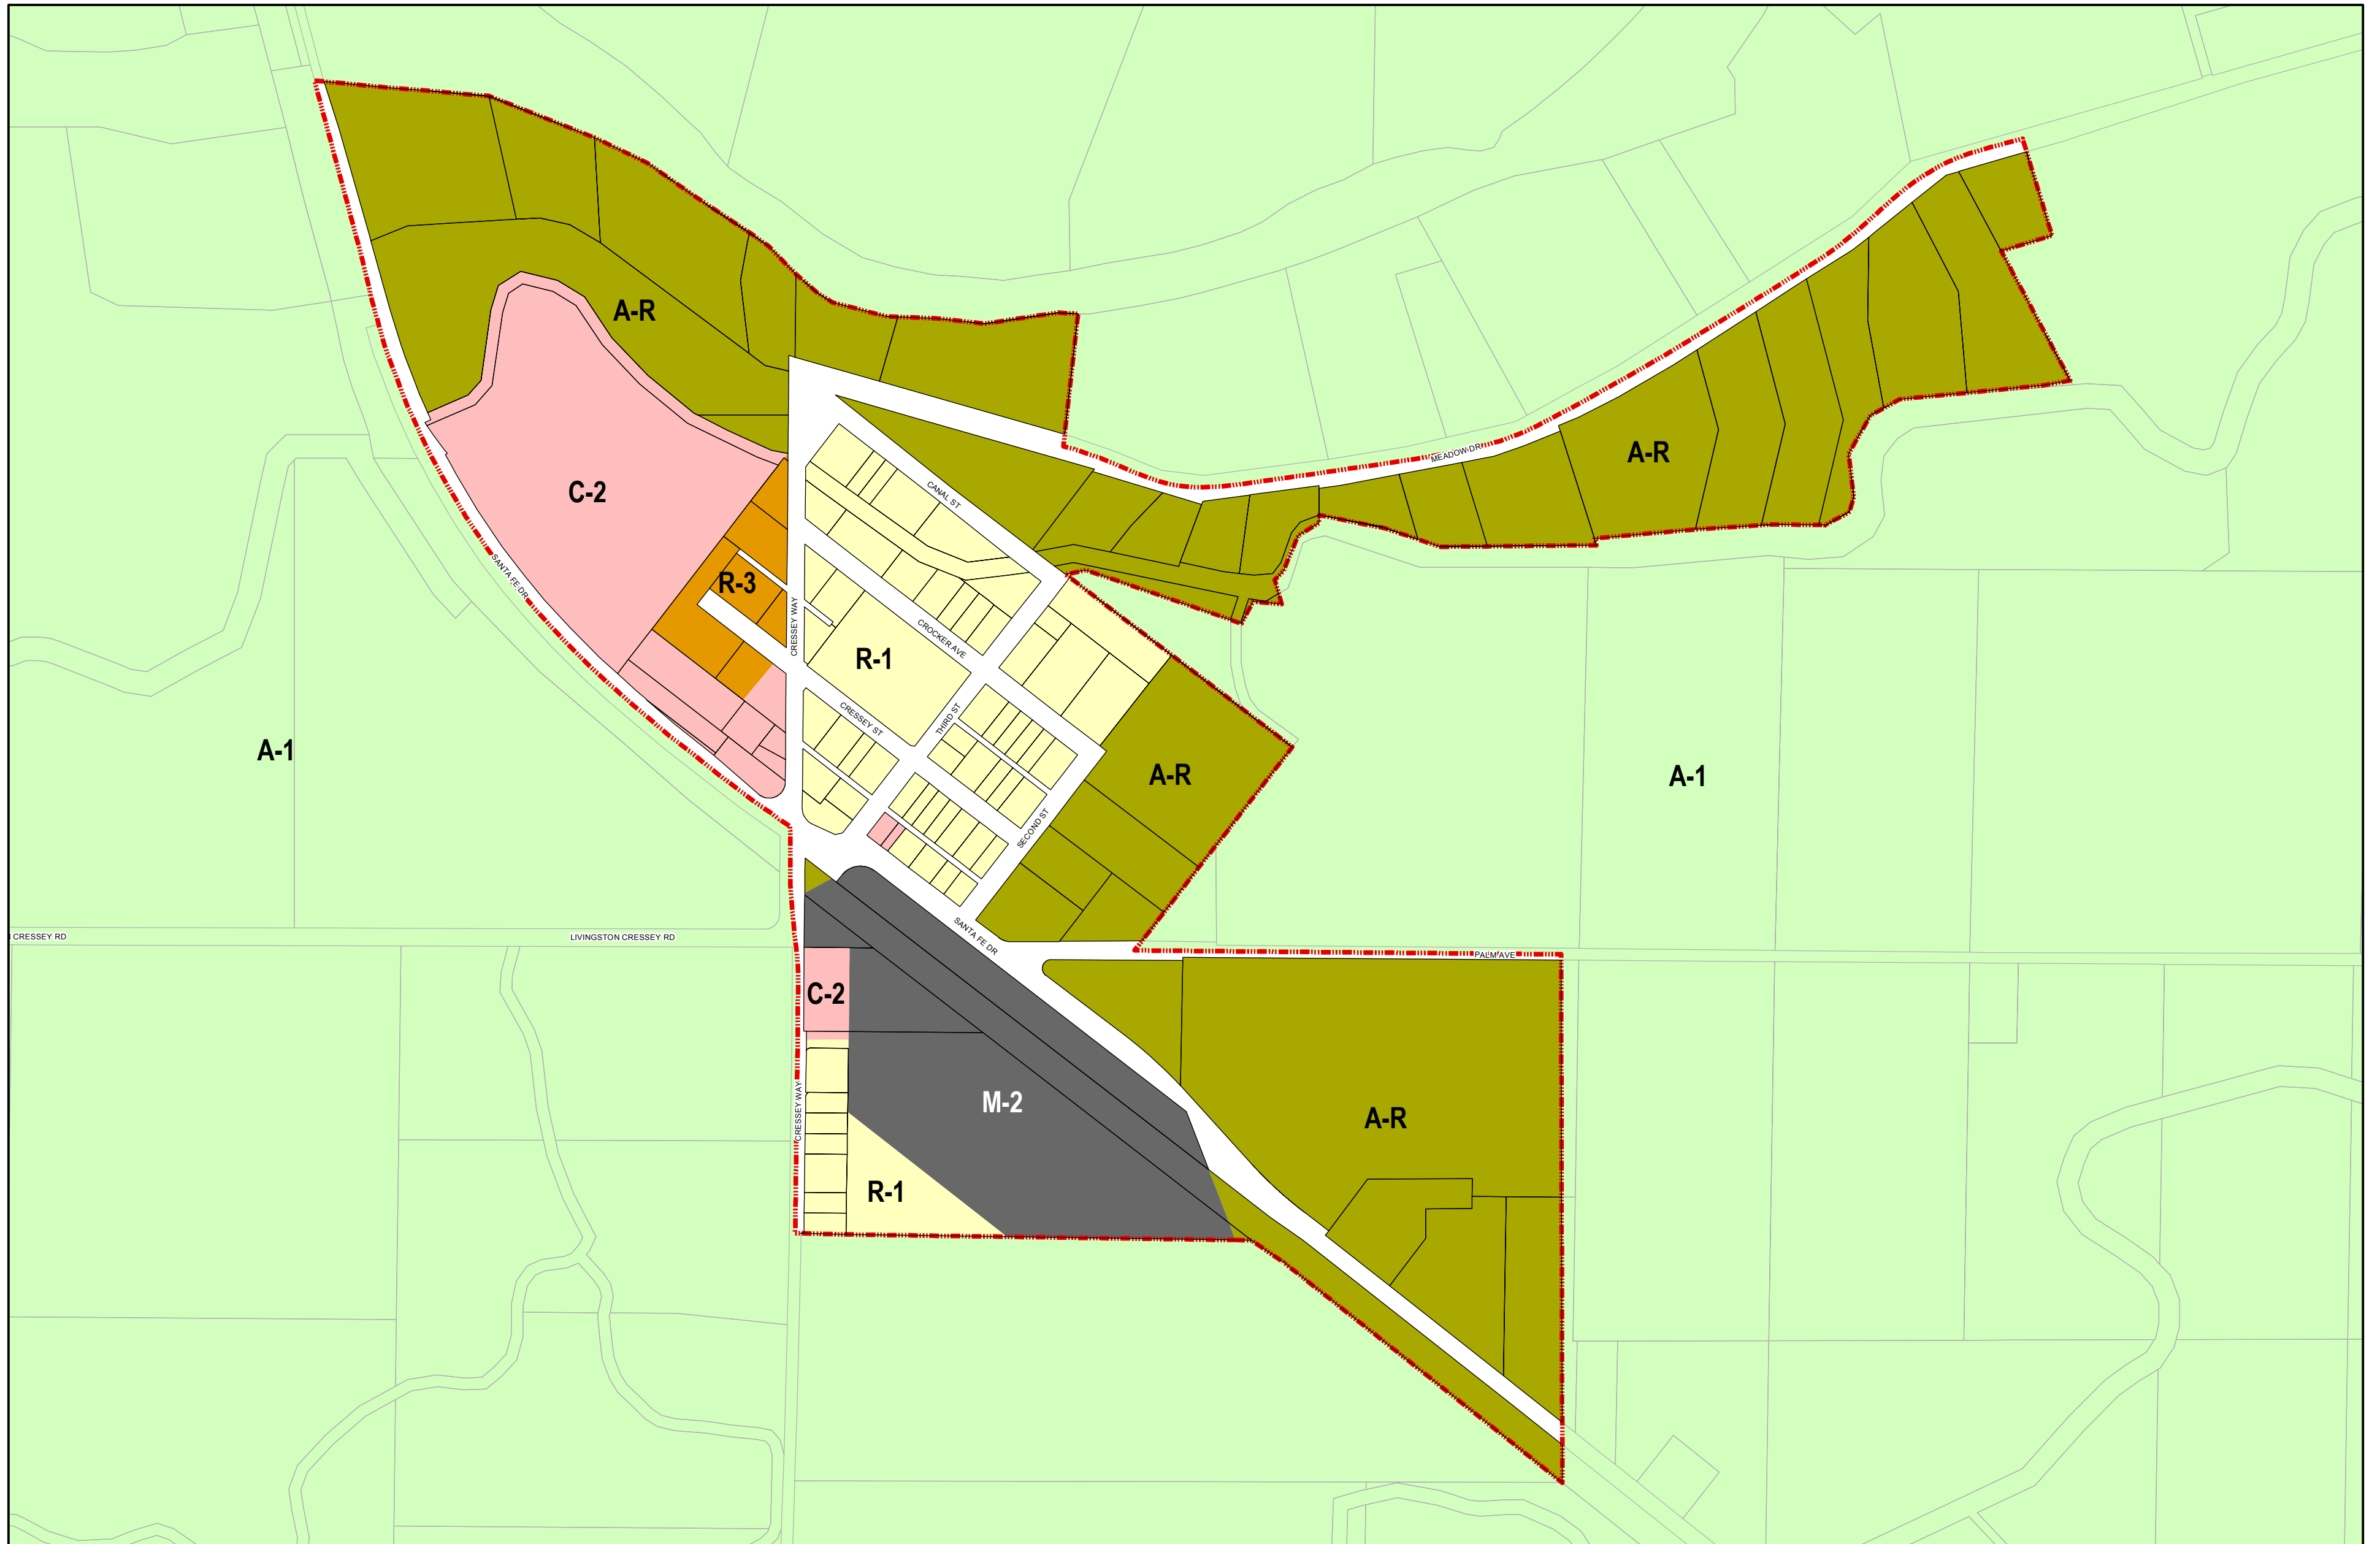 A-R
MEADOW DR
A-R
C-2
CANAL ST
SANTA FE DR
R-3
CRESSEY WAY
CROCKER AVE
R-1
CRESSEY ST
THIRD ST
A-1
A-R
A-1
SECOND ST
CRESSEY RD
LIVINGSTON CRESSEY RD
SANTA FE DR
PALM AVE
C-2
M-2
CRESSEY WAY
A-R
R-1